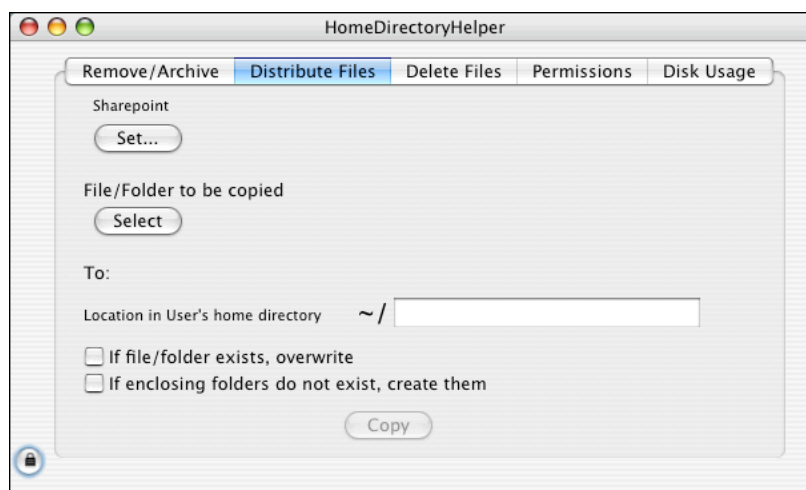 HomeDirectoryHelper
Remove/Archive Distribute Files Delete Files Permissions Disk Usage
Sharepoint
Set...
File/Folder to be copied
Select
To:
Location in User's home directory ~/
If file/folder exists, overwrite
If enclosing folders do not exist, create them
Copy